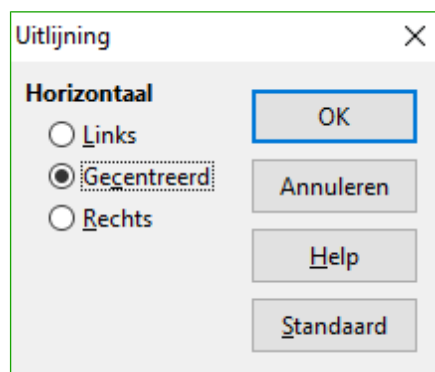 Uitlijning
Horizontaal
Links
Gecentreerd
Rechts
OK
Annuleren
Help
Standaard